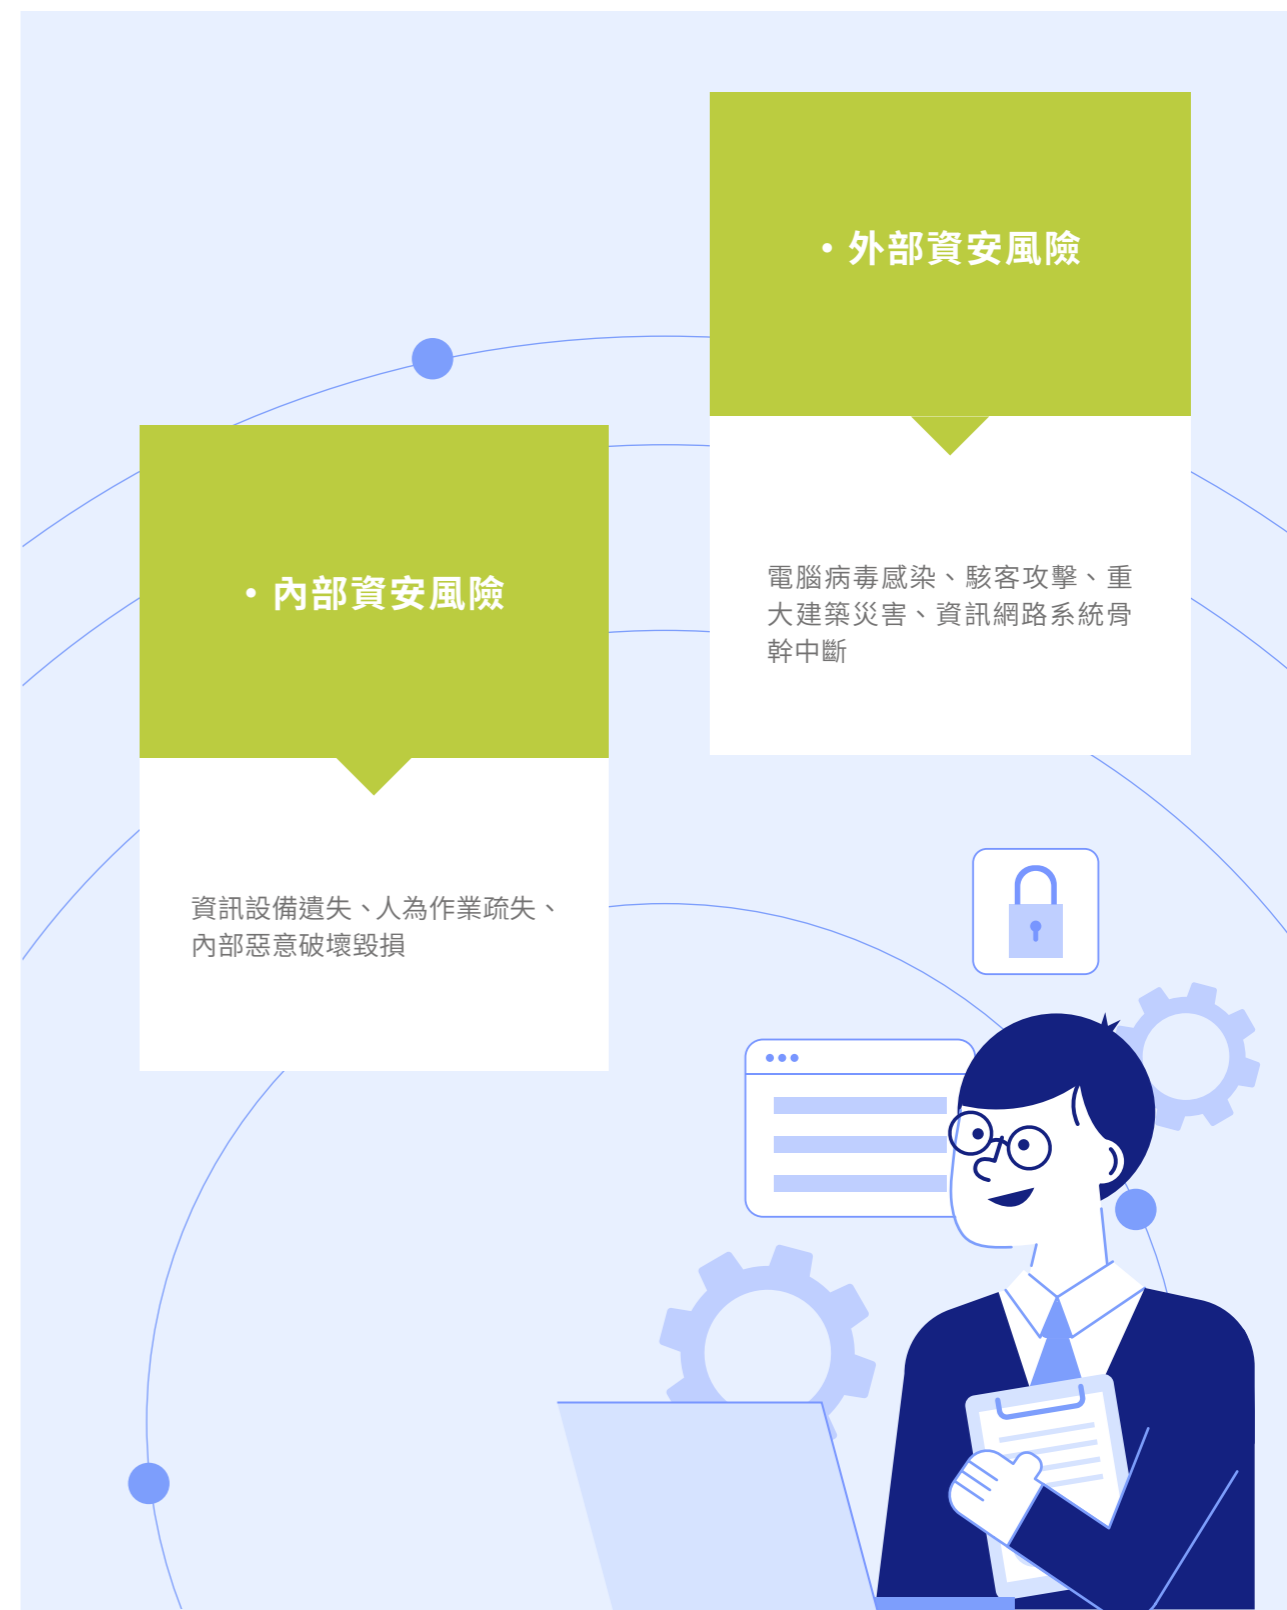 ・外部資安風險
電腦病毒感染、駭客攻擊、重
大建築災害、資訊網路系統骨
幹中斷
・內部資安風險
資訊設備遺失、人為作業疏失、
內部惡意破壞毀損